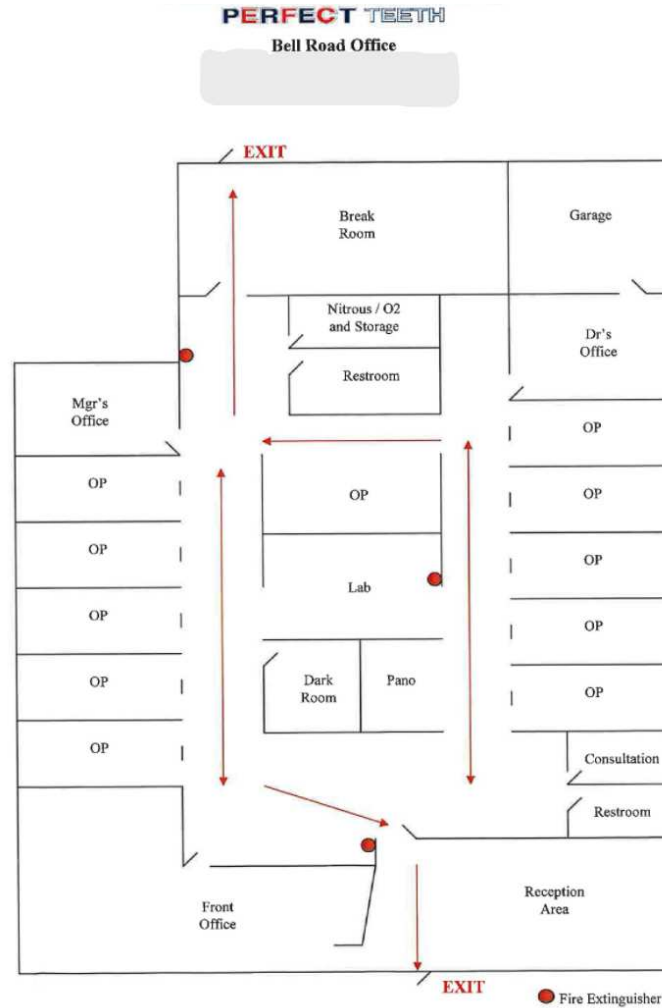 PERFECT TEETH
Bell Road Office
EXIT
Break
Room
Garage
Nitrous / O2
and Storage
Dr's
Office
Restroom
Mgr's
Office
OP
OP
OP
OP
OP
OP
OP
Lab
OP
OP
OP
OP
Dark
Room
Pano
OP
Consultation
Restroom
Front
Office
Reception
Area
EXIT
Fire Extinguisher